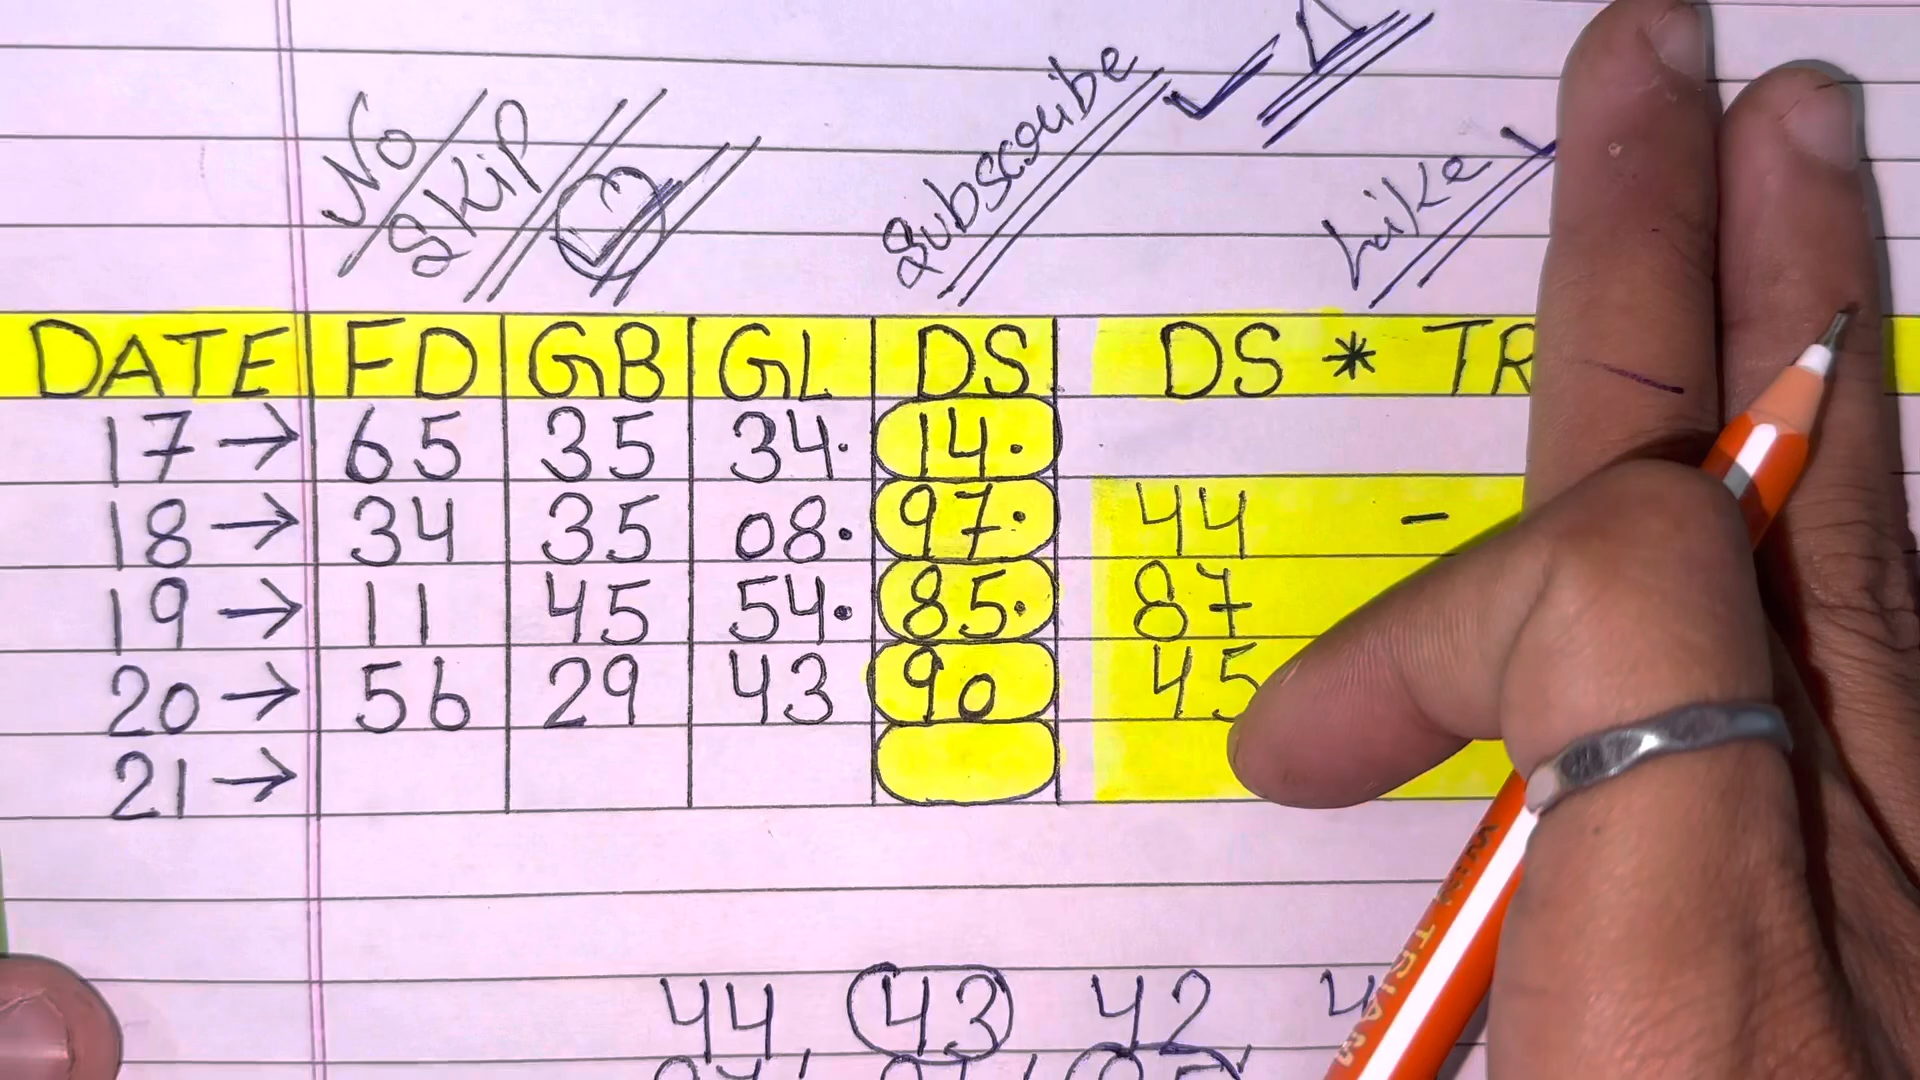 No
Skip
Subscribe
Like
DATE FD GB GL DS DS * TR
17 → 65 35 34. 14.
18 → 34 35 08. 97. 44 -
19 → 11 45 54. 85. 87
20 → 56 29 43 90 45
21 →
44, 43 42
WIN TRIAM